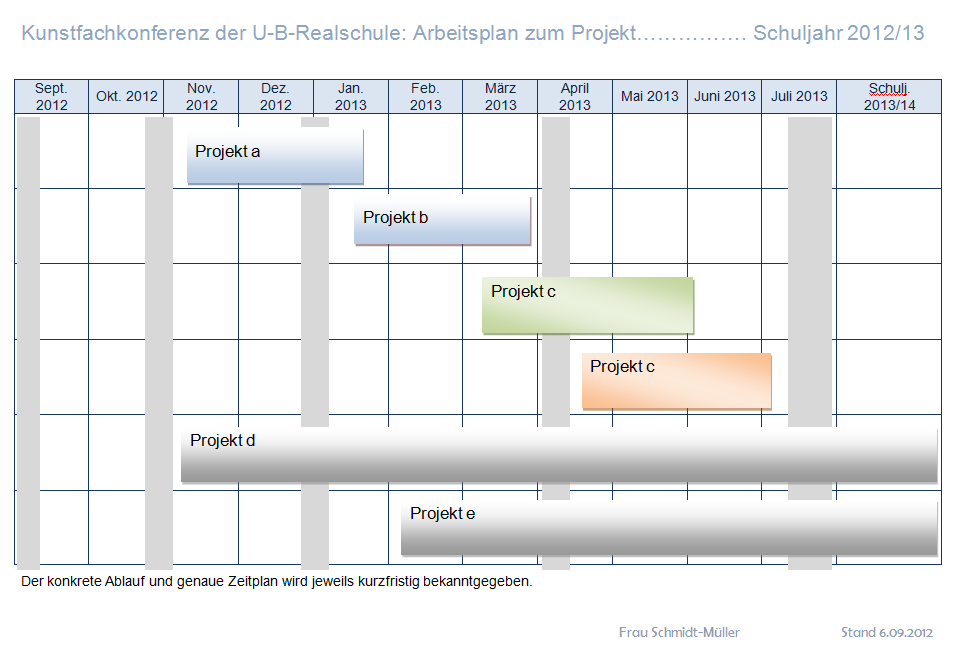 Kunstfachkonferenz der U-B-Realschule: Arbeitsplan zum Projekt……………. Schuljahr 2012/13
Sept. 2012
Okt. 2012
Nov. 2012
Dez. 2012
Jan. 2013
Feb. 2013
März 2013
April 2013
Mai 2013
Juni 2013
Juli 2013
Schulj. 2013/14
Projekt a
Projekt b
Projekt c
Projekt c
Projekt d
Projekt e
Der konkrete Ablauf und genaue Zeitplan wird jeweils kurzfristig bekanntgegeben.
Frau Schmidt-Müller
Stand 6.09.2012